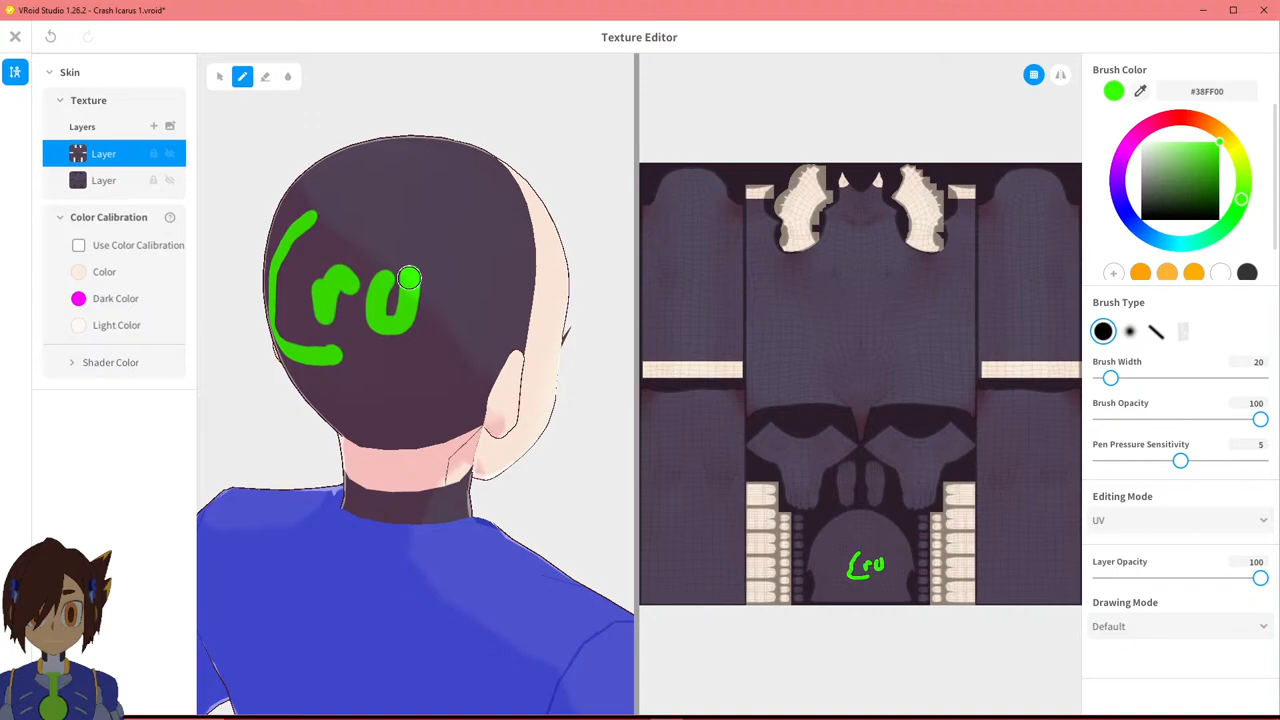 VRoid Studio 1.26.2 - Crash Icarus 1.vroid*
Texture Editor
Skin
Texture
Layers
Layer
Layer
Color Calibration
Use Color Calibration
Color
Dark Color
Light Color
Shader Color
Cru
Cru
Brush Color
#38FF00
Brush Type
Brush Width 20
Brush Opacity 100
Pen Pressure Sensitivity 5
Editing Mode
UV
Layer Opacity 100
Drawing Mode
Default